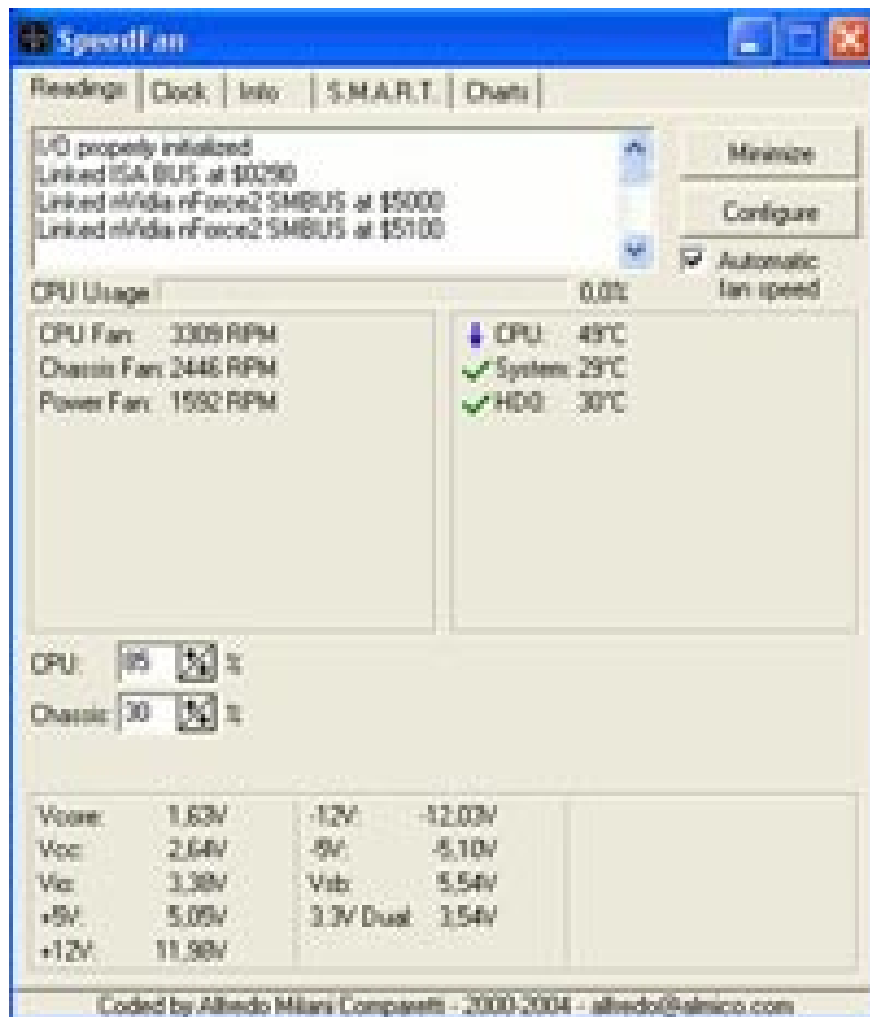 SpeedFan
Readings Clock Info S.M.A.R.T. Charts
I/O properly initialized
Linked ISA BUS at $0290
Linked nVidia nForce2 SMBUS at $5000
Linked nVidia nForce2 SMBUS at $5100
Minimize
Configure
Automatic fan speed
CPU Usage 0,0%
CPU Fan: 3309 RPM
Chassis Fan: 2446 RPM
Power Fan: 1592 RPM
CPU: 49°C
System: 29°C
HD0: 30°C
CPU: 85 %
Chassis: 30 %
Vcore: 1,63V
Vcc: 2,64V
Vio: 3,38V
+5V: 5,05V
+12V: 11,98V
-12V: -12,03V
-5V: -5,10V
Vsb: 5,54V
3.3V Dual: 3,54V
Coded by Alfredo Milani Comparetti - 2000-2004 - alfredo@almico.com